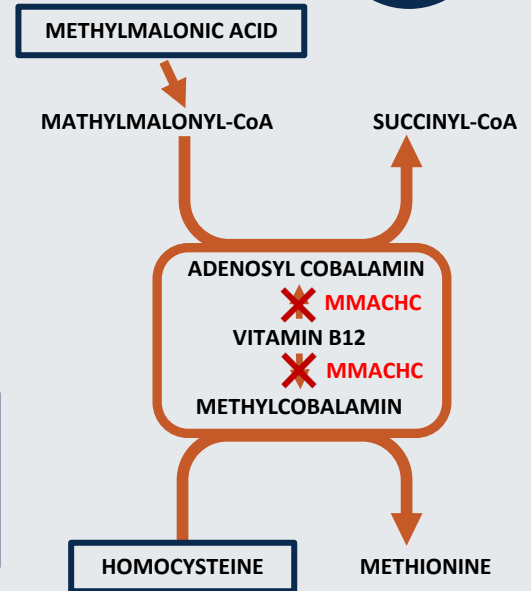 METHYLMALONIC ACID
MATHYLMALONYL-CoA
SUCCINYL-CoA
ADENOSYL COBALAMIN
MMACHC
VITAMIN B12
MMACHC
METHYLCOBALAMIN
HOMOCYSTEINE
METHIONINE